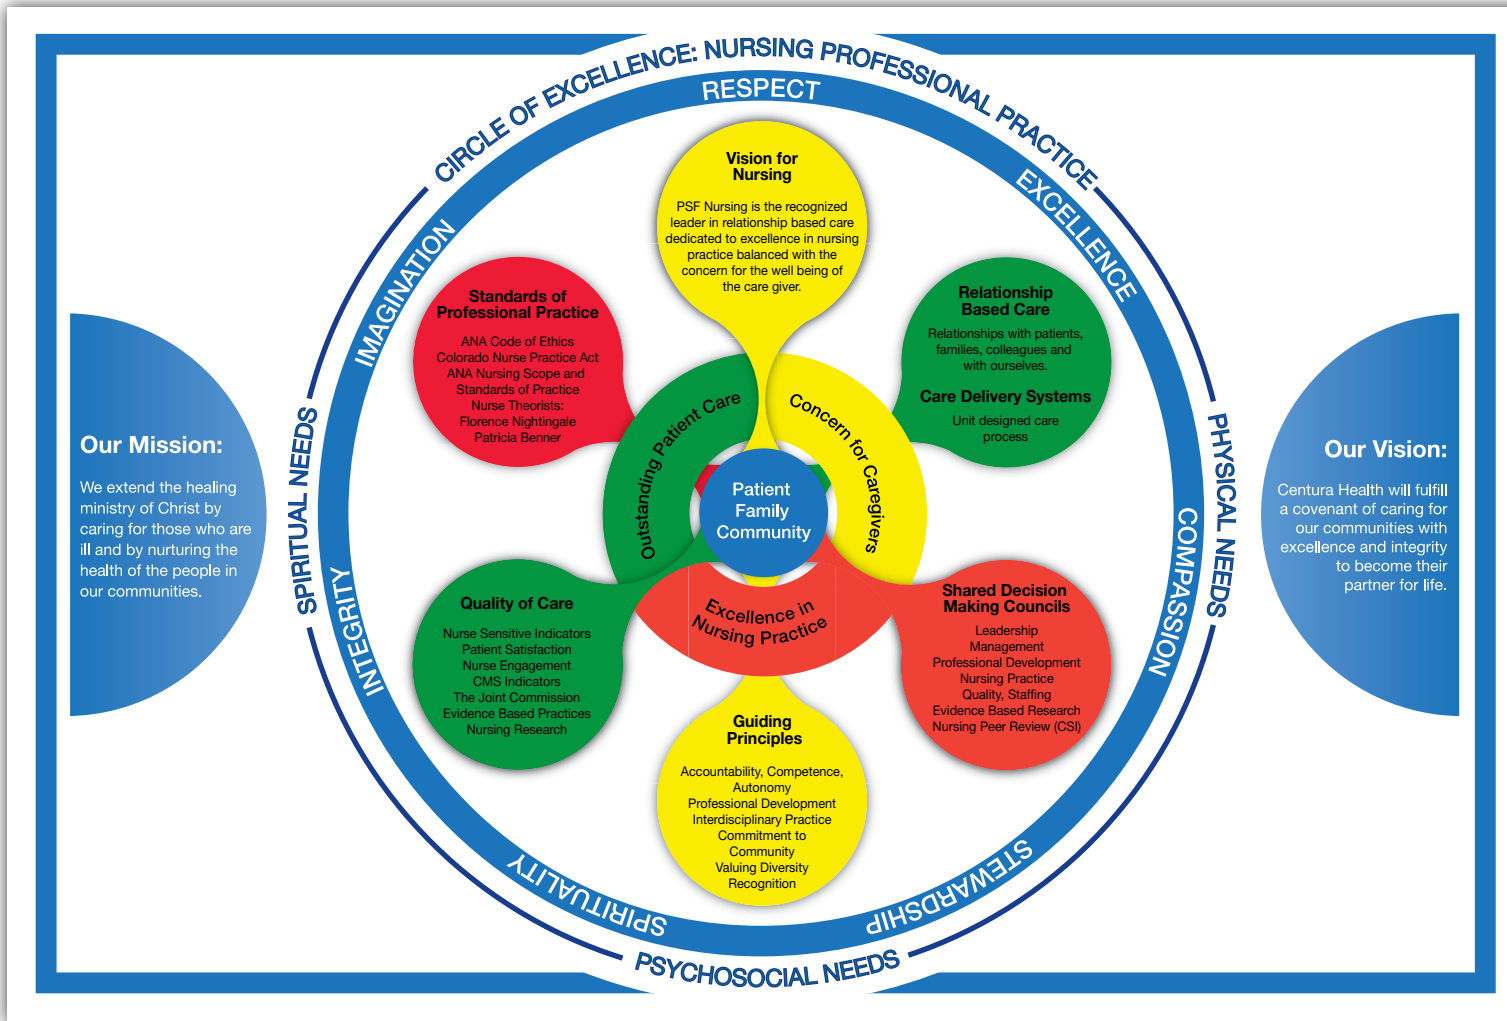 CIRCLE OF EXCELLENCE: NURSING PROFESSIONAL PRACTICE
RESPECT
EXCELLENCE
COMPASSION
STEWARDSHIP
SPIRITUALITY
INTEGRITY
IMAGINATION
SPIRITUAL NEEDS
PHYSICAL NEEDS
PSYCHOSOCIAL NEEDS
Our Mission:
We extend the healing
ministry of Christ by
caring for those who are
ill and by nurturing the
health of the people in
our communities.
Vision for
Nursing
PSF Nursing is the recognized
leader in relationship based care
dedicated to excellence in nursing
practice balanced with the
concern for the well being of
the care giver.
Standards of
Professional Practice
ANA Code of Ethics
Colorado Nurse Practice Act
ANA Nursing Scope and
Standards of Practice
Nurse Theorists:
Florence Nightingale
Patricia Benner
Relationship
Based Care
Relationships with patients,
families, colleagues and
with ourselves.
Care Delivery Systems
Unit designed care
process
Outstanding Patient Care
Concern for Caregivers
Patient
Family
Community
Excellence in
Nursing Practice
Quality of Care
Nurse Sensitive Indicators
Patient Satisfaction
Nurse Engagement
CMS Indicators
The Joint Commission
Evidence Based Practices
Nursing Research
Shared Decision
Making Councils
Leadership
Management
Professional Development
Nursing Practice
Quality, Staffing
Evidence Based Research
Nursing Peer Review (CSI)
Guiding
Principles
Accountability, Competence,
Autonomy
Professional Development
Interdisciplinary Practice
Commitment to
Community
Valuing Diversity
Recognition
Our Vision:
Centura Health will fulfill
a covenant of caring for
our communities with
excellence and integrity
to become their
partner for life.